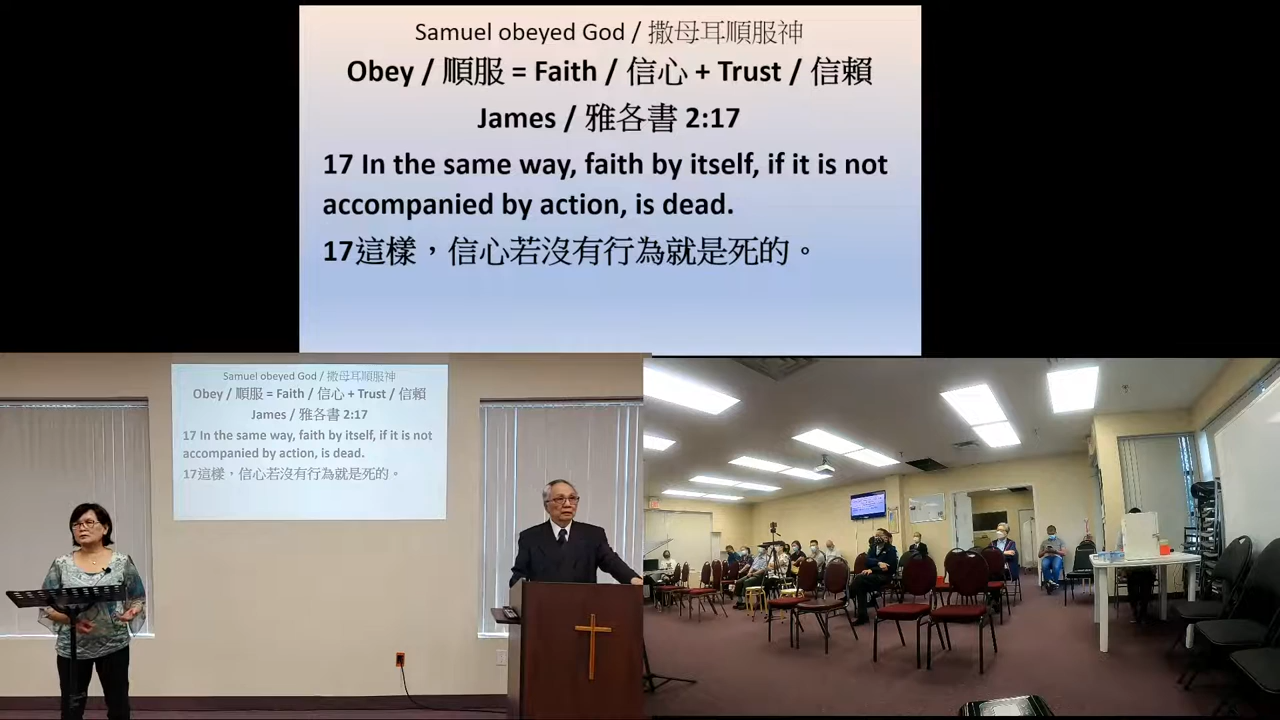 Samuel obeyed God / 撒母耳順服神
Obey / 順服 = Faith / 信心 + Trust / 信賴
James / 雅各書 2:17
17 In the same way, faith by itself, if it is not
accompanied by action, is dead.
17這樣，信心若沒有行為就是死的。
Samuel obeyed God / 撒母耳順服神
Obey / 順服 = Faith / 信心 + Trust / 信賴
James / 雅各書 2:17
17 In the same way, faith by itself, if it is not
accompanied by action, is dead.
17這樣，信心若沒有行為就是死的。